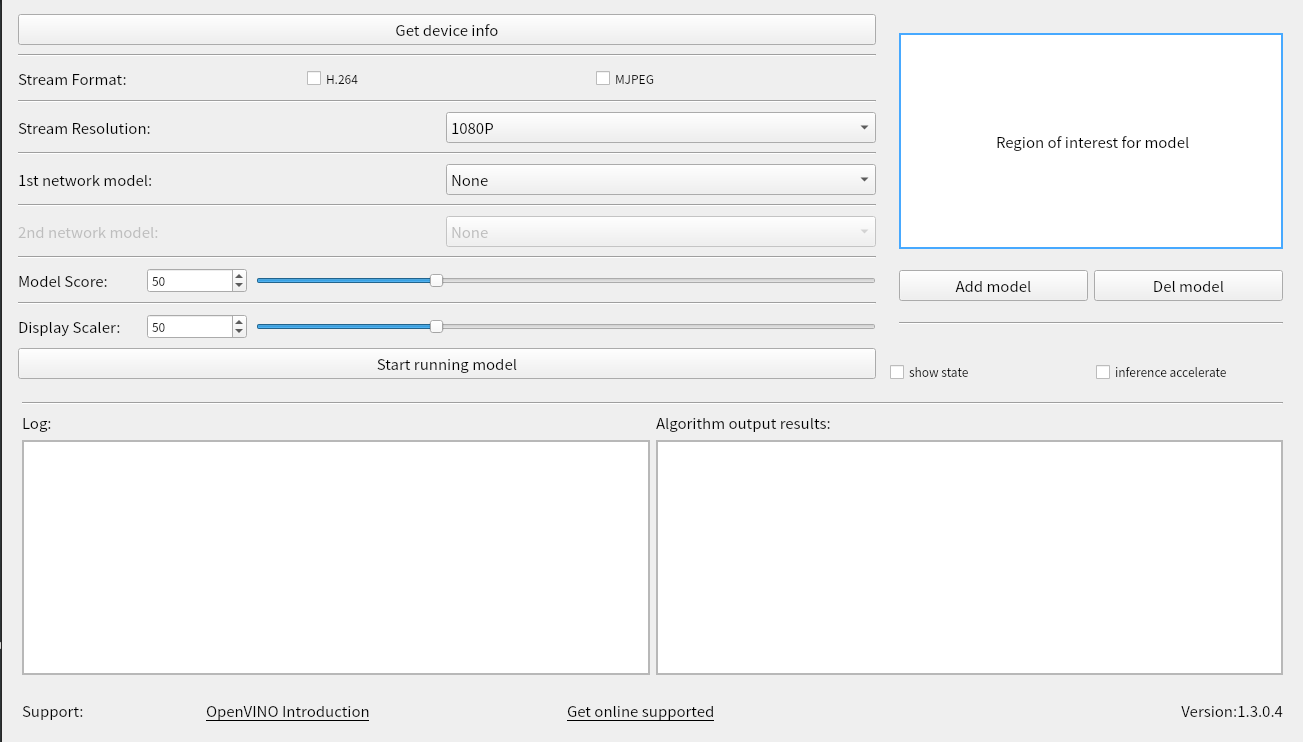 Get device info
Stream Format:
H.264
MJPEG
Stream Resolution:
1080P
1st network model:
None
2nd network model:
None
Model Score:
50
Display Scaler:
50
Start running model
Region of interest for model
Add model
Del model
show state
inference accelerate
Log:
Algorithm output results:
Support:
OpenVINO Introduction
Get online supported
Version:1.3.0.4